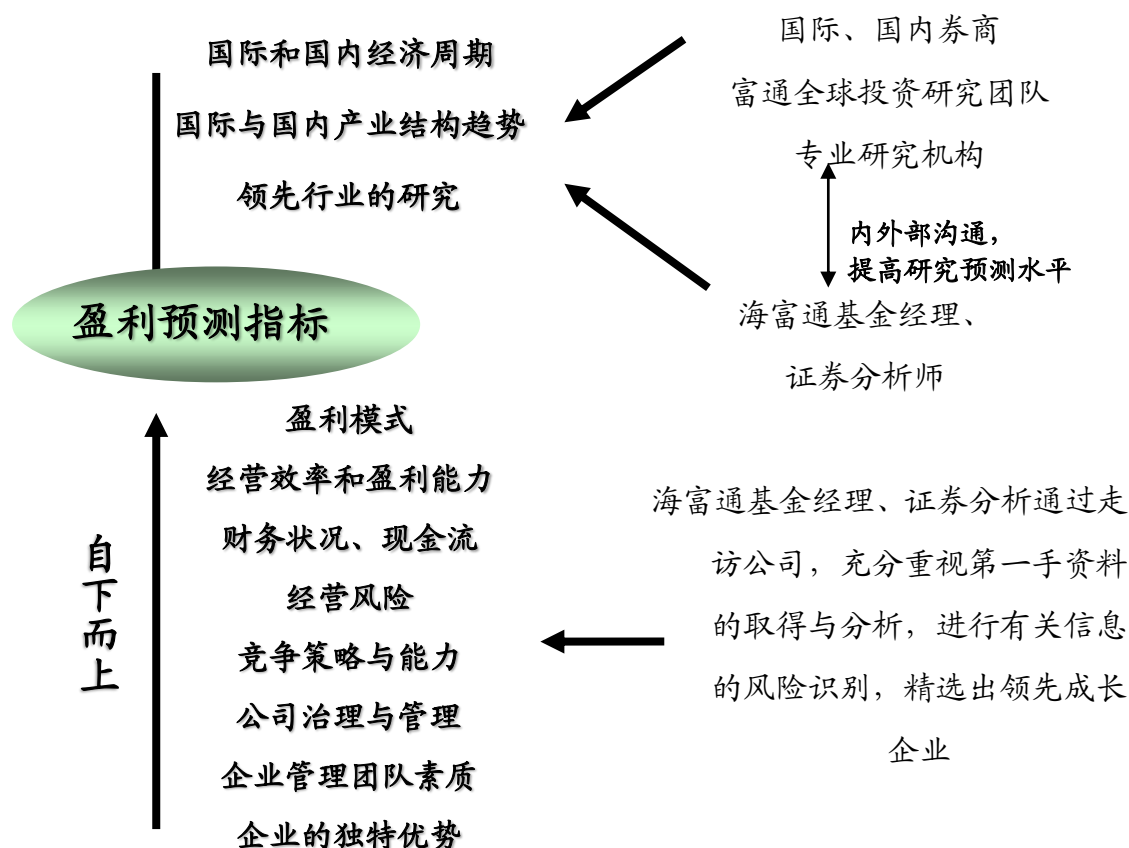 国际和国内经济周期
国际与国内产业结构趋势
领先行业的研究
国际、国内券商
富通全球投资研究团队
专业研究机构
内外部沟通，
提高研究预测水平
海富通基金经理、
证券分析师
盈利预测指标
自下而上
盈利模式
经营效率和盈利能力
财务状况、现金流
经营风险
竞争策略与能力
公司治理与管理
企业管理团队素质
企业的独特优势
海富通基金经理、证券分析通过走
访公司，充分重视第一手资料
的取得与分析，进行有关信息
的风险识别，精选出领先成长
企业